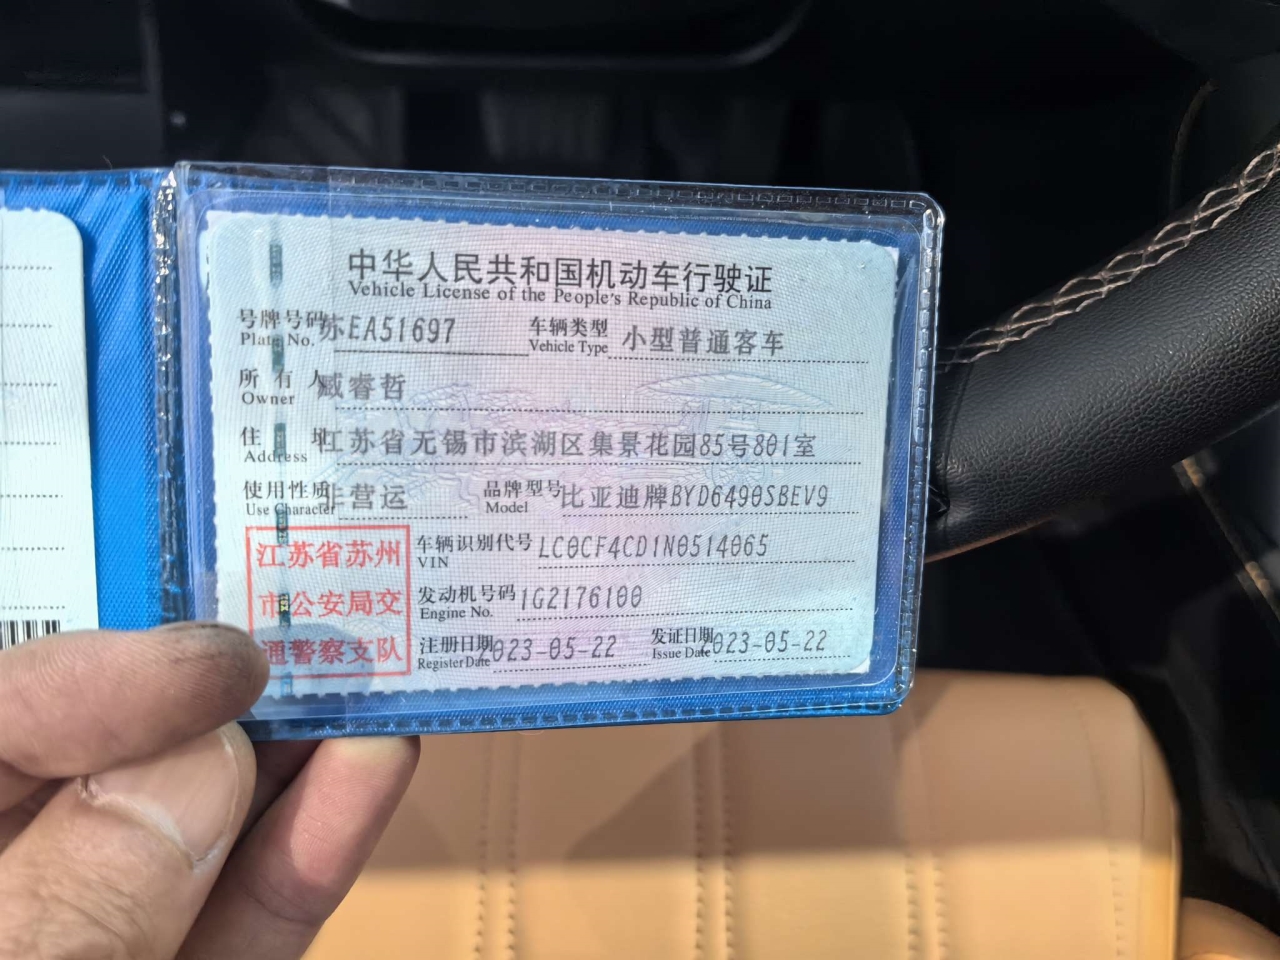 中华人民共和国机动车行驶证
Vehicle License of the People's Republic of China
号牌号码 苏EA51697 车辆类型 小型普通客车
Plate No. Vehicle Type
所有人 臧睿哲
Owner
住址 江苏省无锡市滨湖区集景花园85号801室
Address
使用性质 非营运 品牌型号 比亚迪牌BYD6490SBEV9
Use Character Model
江苏省苏州 车辆识别代号 LC0CF4CD1N0514065
VIN
市公安局交 发动机号码 1G2176100
Engine No.
通警察支队 注册日期 2023-05-22 发证日期 2023-05-22
Register Date Issue Date